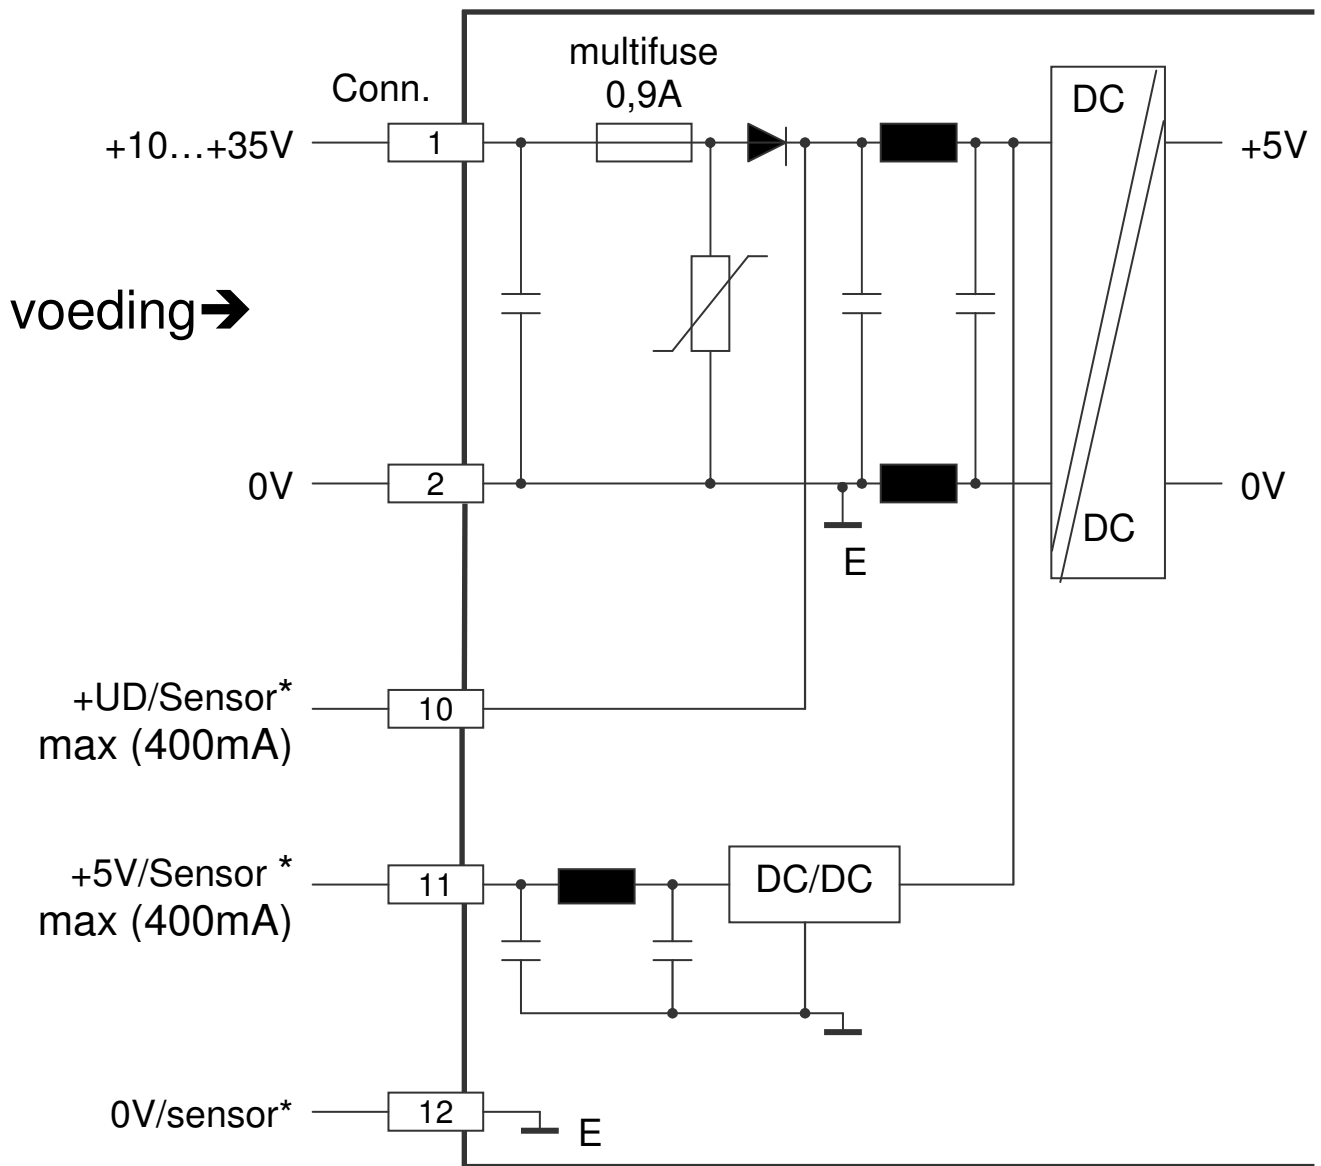 multifuse
0,9A
Conn.
+10...+35V
1
DC
+5V
voeding➔
0V
2
0V
DC
E
+UD/Sensor*
10
max (400mA)
+5V/Sensor *
11
DC/DC
max (400mA)
0V/sensor*
12
E